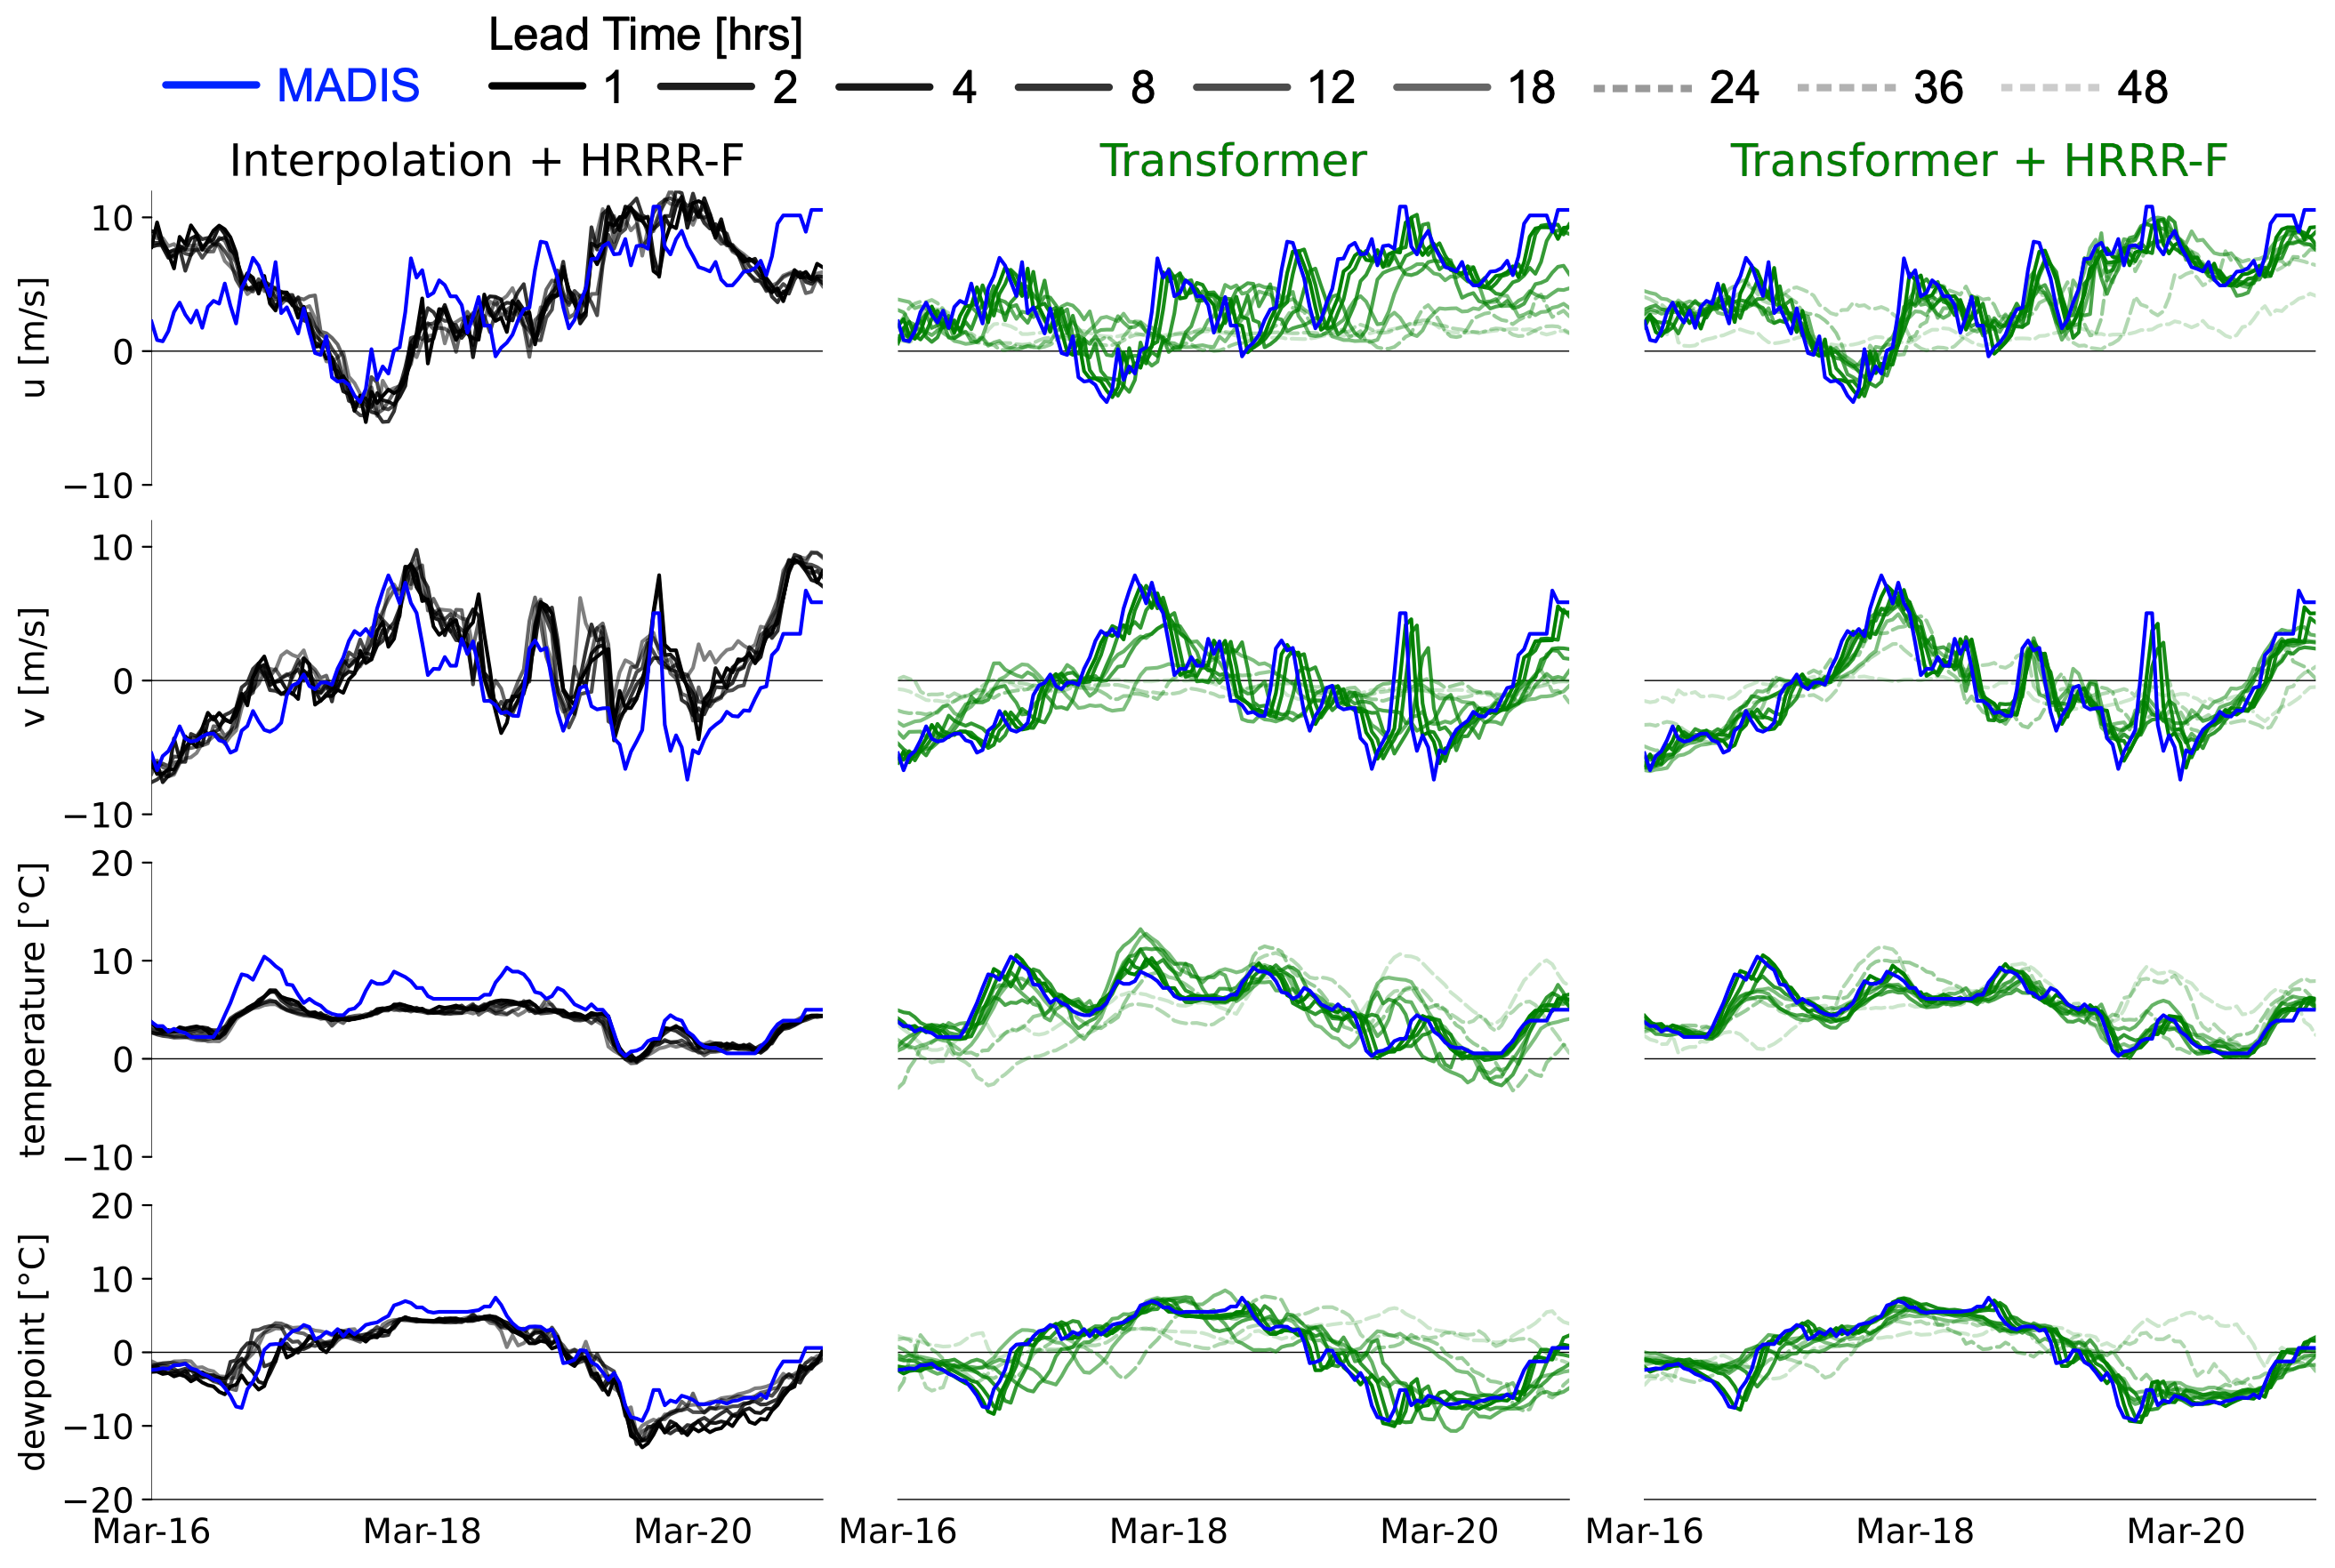 Lead Time [hrs]
MADIS 1 2 4 8 12 18 24 36 48
Interpolation + HRRR-F Transformer Transformer + HRRR-F
10
0
−10
u [m/s]
10
0
−10
v [m/s]
20
10
0
−10
temperature [°C]
20
10
0
−10
−20
dewpoint [°C]
Mar-16 Mar-18 Mar-20 Mar-16 Mar-18 Mar-20 Mar-16 Mar-18 Mar-20